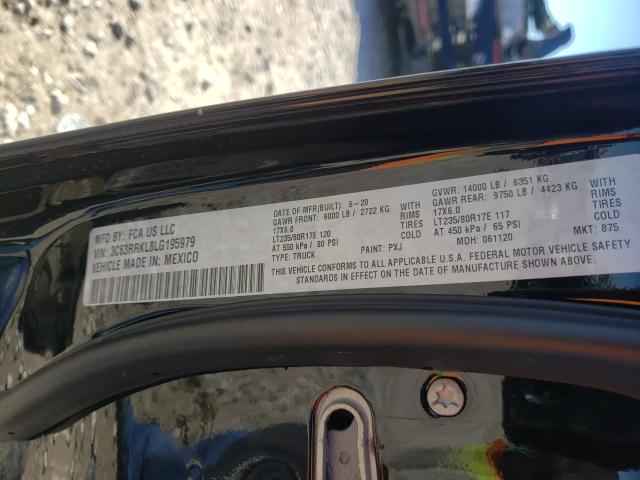 MFD BY: FCA US LLC
DATE OF MFR(BUILT): 6-20
GVWR: 14000 LB / 6351 KG
GAWR FRONT: 6000 LB / 2722 KG
WITH TIRES
RIMS
GAWR REAR: 9750 LB / 4423 KG
WITH TIRES
RIMS
17X6.0
LT235/80R17E 120
17X6.0
LT235/80R17E 117
AT 550 kPa / 80 PSI
COLD
AT 450 kPa / 65 PSI
COLD
VIN: 3C63RRKL8LG195979
TYPE: TRUCK
PAINT: PXJ
MDH: 061120
MKT: 875
VEHICLE MADE IN: MEXICO
THIS VEHICLE CONFORMS TO ALL APPLICABLE U.S.A. FEDERAL MOTOR VEHICLE SAFETY
STANDARDS IN EFFECT ON THE DATE OF MANUFACTURE SHOWN ABOVE.